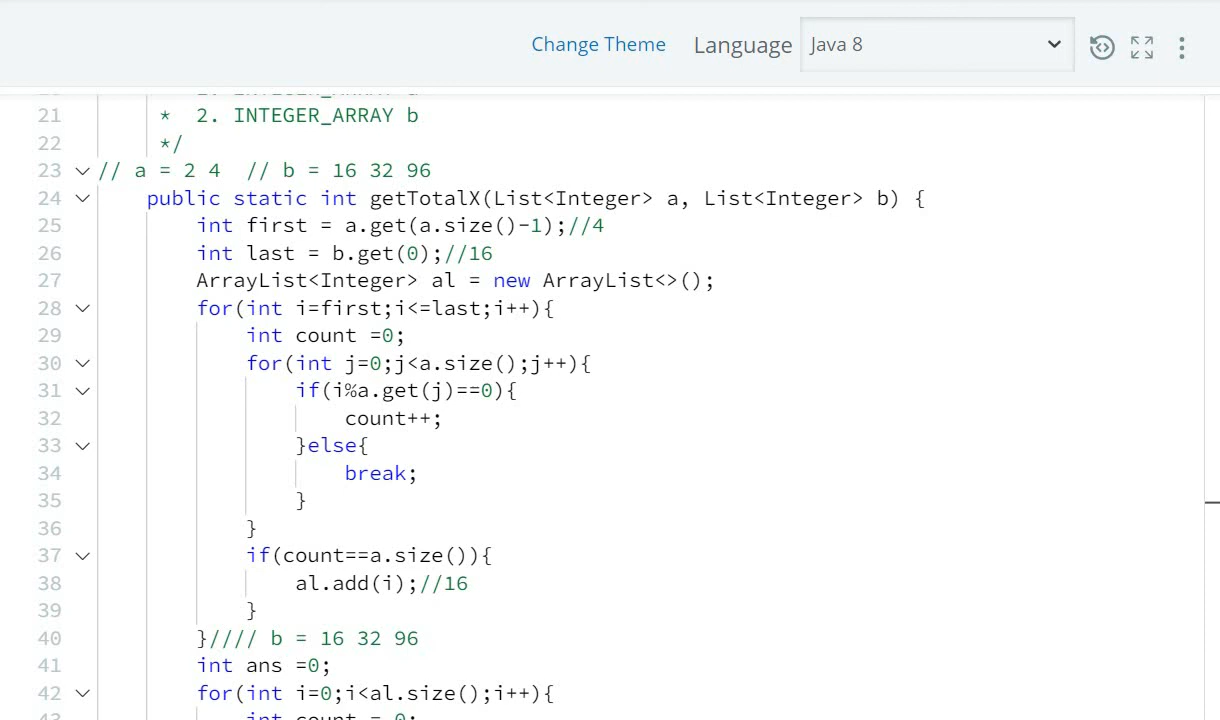 Change Theme Language Java 8
21 * 2. INTEGER_ARRAY b
22 */
23 // a = 2 4 // b = 16 32 96
24 public static int getTotalX(List<Integer> a, List<Integer> b) {
25 int first = a.get(a.size()-1);//4
26 int last = b.get(0);//16
27 ArrayList<Integer> al = new ArrayList<>();
28 for(int i=first;i<=last;i++){
29 int count =0;
30 for(int j=0;j<a.size();j++){
31 if(i%a.get(j)==0){
32 count++;
33 }else{
34 break;
35 }
36 }
37 if(count==a.size()){
38 al.add(i);//16
39 }
40 }//// b = 16 32 96
41 int ans =0;
42 for(int i=0;i<al.size();i++){
43 int count = 0;